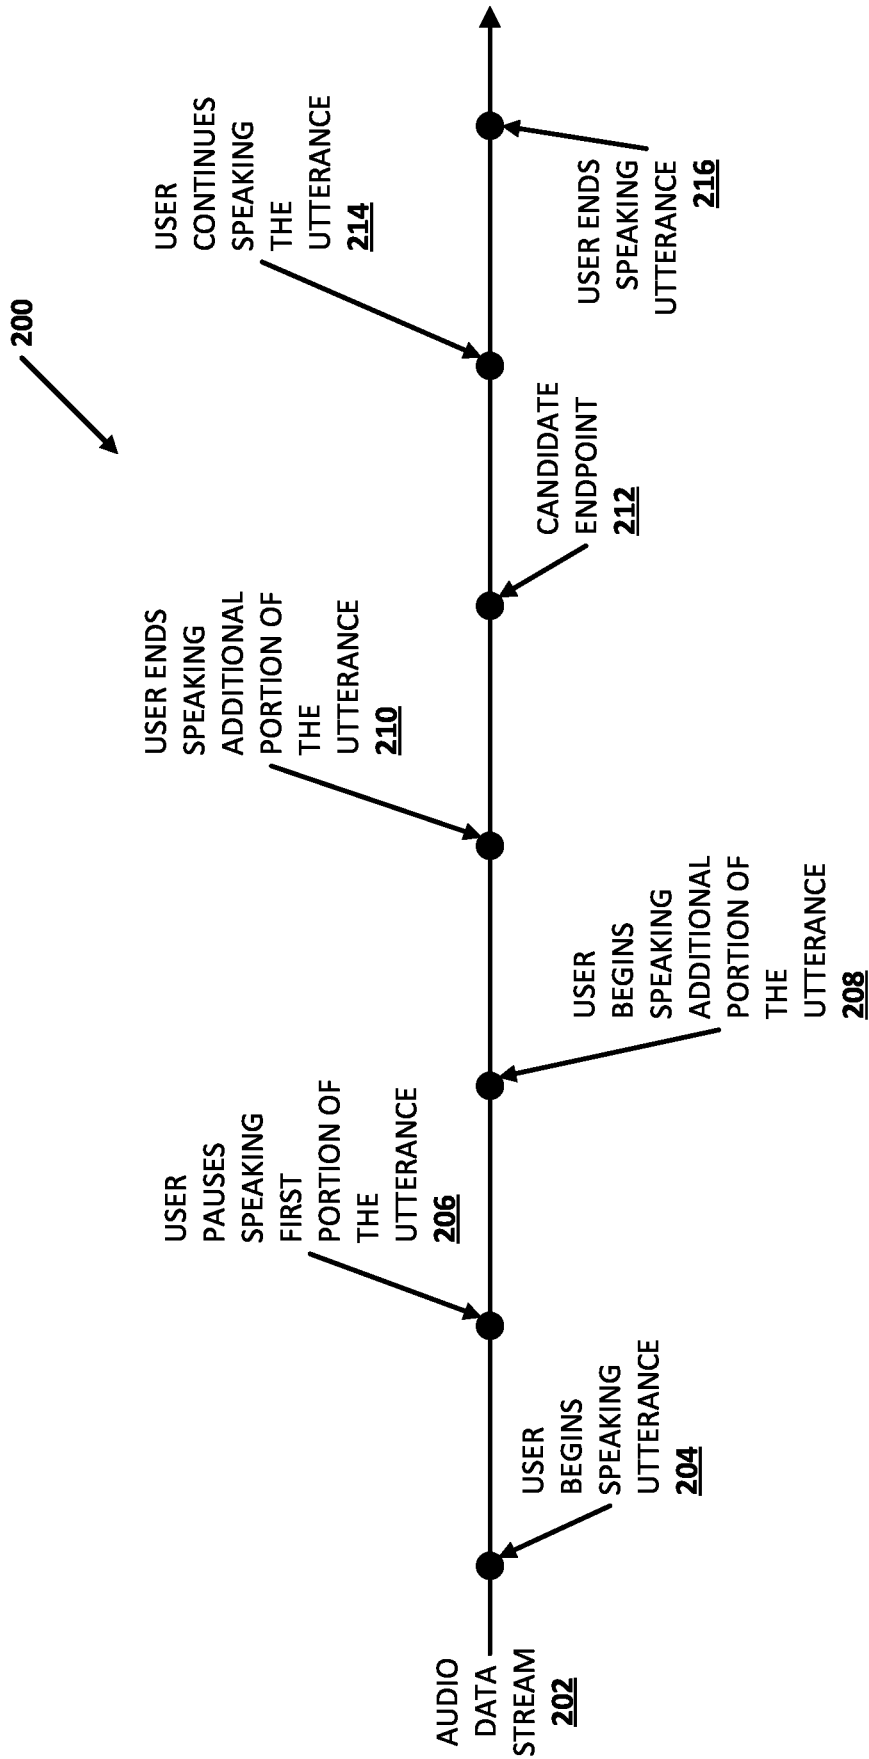 200
AUDIO
DATA
STREAM
202
USER
BEGINS
SPEAKING
UTTERANCE
204
USER
PAUSES
SPEAKING
FIRST
PORTION OF
THE
UTTERANCE
206
USER
BEGINS
SPEAKING
ADDITIONAL
PORTION OF
THE
UTTERANCE
208
USER ENDS
SPEAKING
ADDITIONAL
PORTION OF
THE
UTTERANCE
210
CANDIDATE
ENDPOINT
212
USER
CONTINUES
SPEAKING
THE
UTTERANCE
214
USER ENDS
SPEAKING
UTTERANCE
216